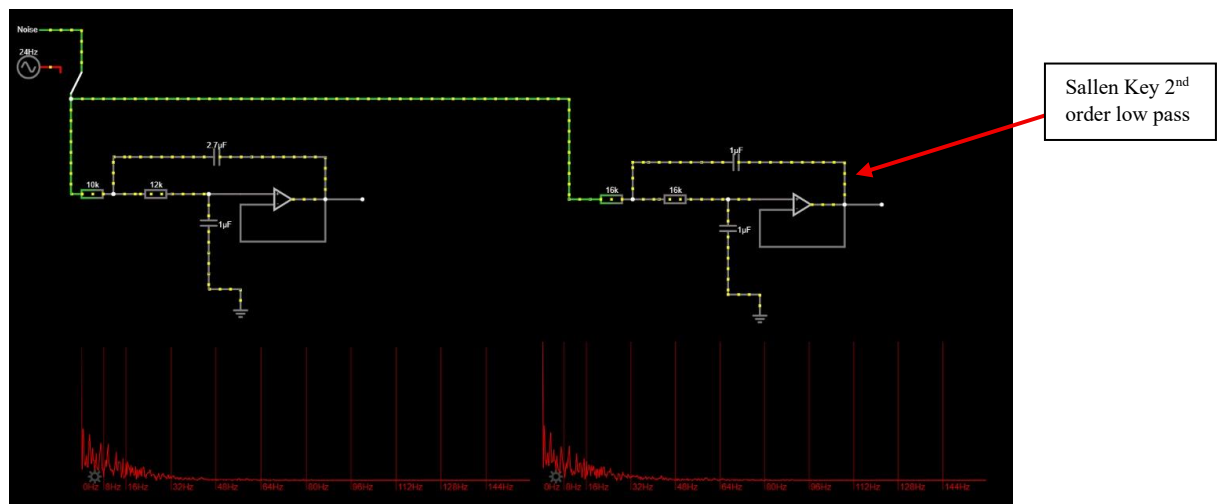 Noise
24Hz
Sallen Key 2nd
order low pass
2.7µF
1µF
10k
12k
16k
16k
1µF
1µF
0Hz 8Hz 16Hz 32Hz 48Hz 64Hz 80Hz 96Hz 112Hz 128Hz 144Hz
0Hz 8Hz 16Hz 32Hz 48Hz 64Hz 80Hz 96Hz 112Hz 128Hz 144Hz